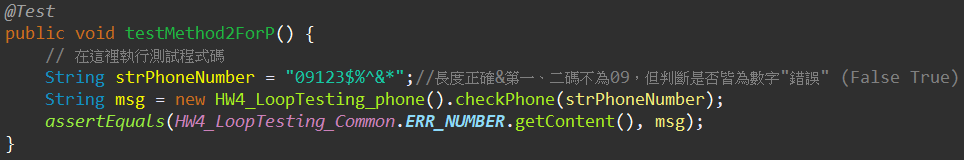 @Test
public void testMethod2ForP() {
    // 在這裡執行測試程式碼
    String strPhoneNumber = "09123$%^&*";//長度正確&第一、二碼不為09，但判斷是否皆為數字"錯誤" (False True)
    String msg = new HW4_LoopTesting_phone().checkPhone(strPhoneNumber);
    assertEquals(HW4_LoopTesting_Common.ERR_NUMBER.getContent(), msg);
}